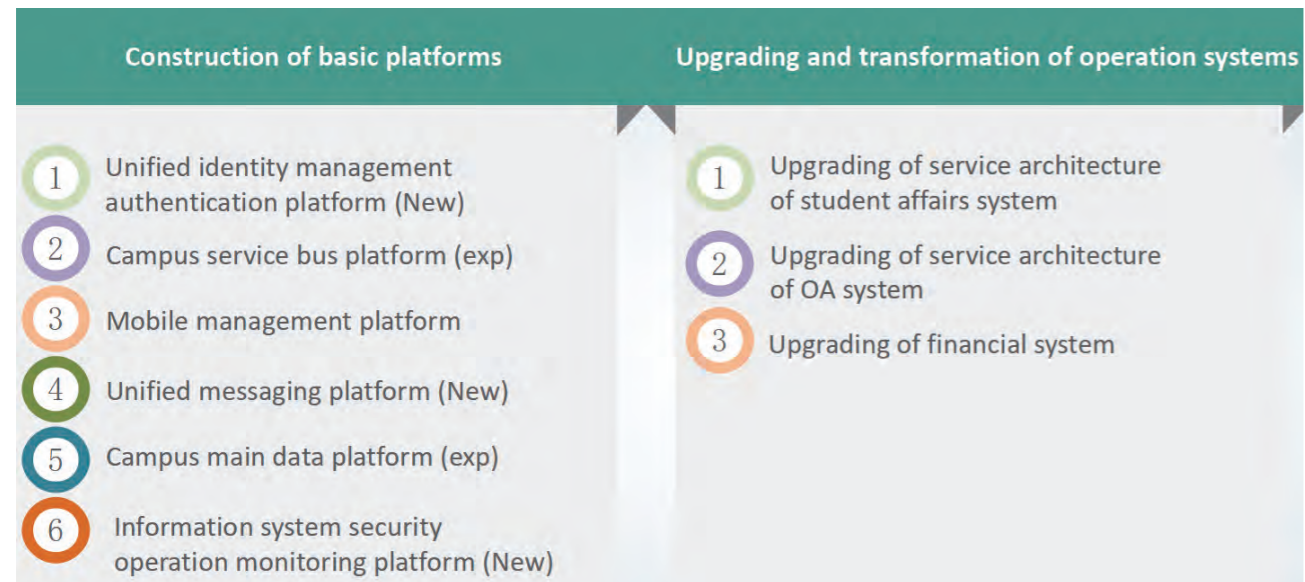 Construction of basic platforms
1
Unified identity management
authentication platform (New)
2
Campus service bus platform (exp)
3
Mobile management platform
4
Unified messaging platform (New)
5
Campus main data platform (exp)
6
Information system security
operation monitoring platform (New)
Upgrading and transformation of operation systems
1
Upgrading of service architecture
of student affairs system
2
Upgrading of service architecture
of OA system
3
Upgrading of financial system